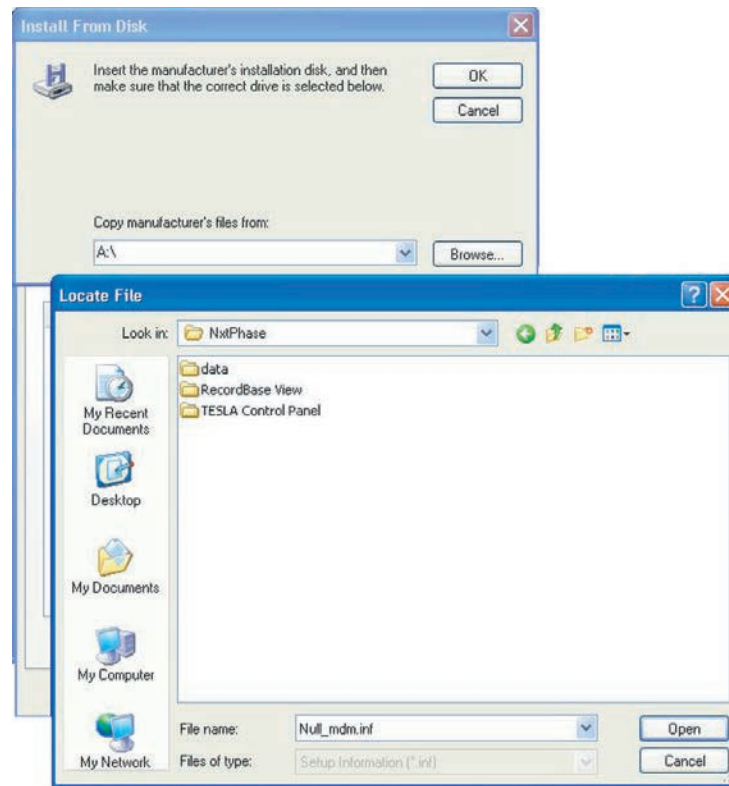 Install From Disk
Insert the manufacturer's installation disk, and then
make sure that the correct drive is selected below.
OK
Cancel
Copy manufacturer's files from:
A:\
Browse...
Locate File
Look in:
NxtPhase
data
RecordBase View
TESLA Control Panel
My Recent
Documents
Desktop
My Documents
My Computer
My Network
File name:
Null_mdm.inf
Open
Files of type:
Setup Information (*.inf)
Cancel